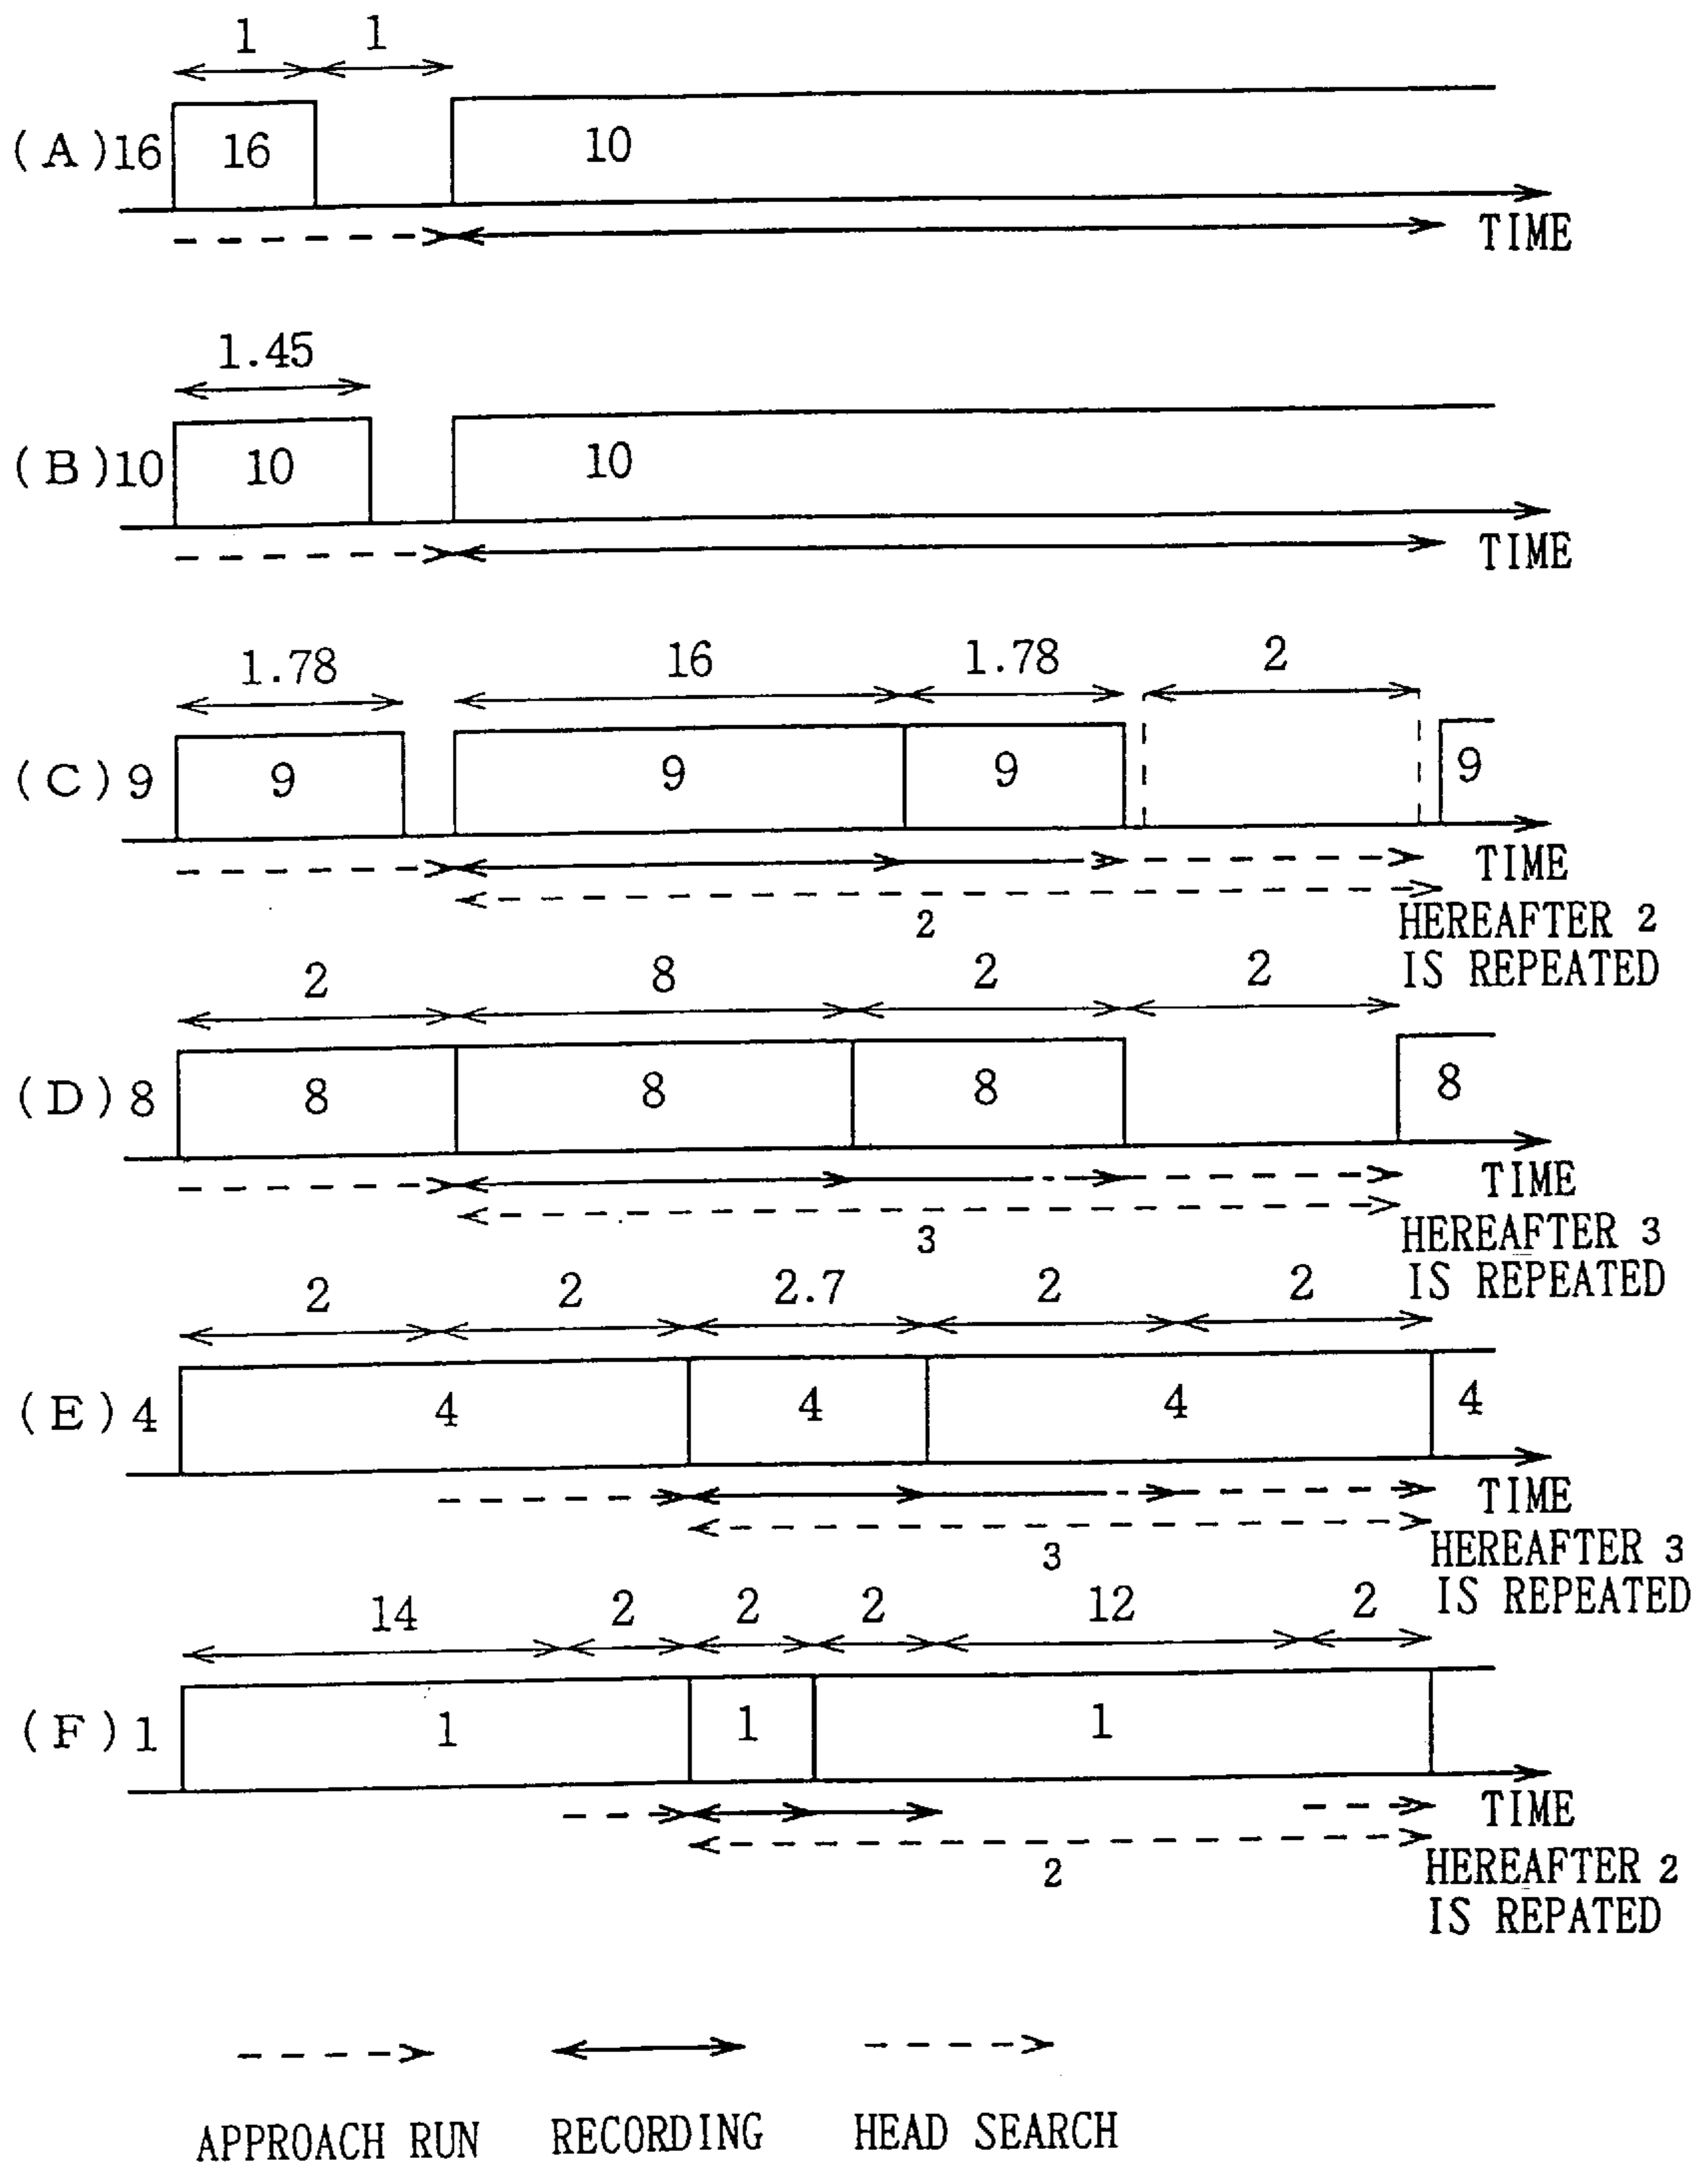 1 1
(A)16 16 10
TIME
1.45
(B)10 10 10
TIME
1.78 16 1.78 2
(C)9 9 9 9 9
TIME
2
HEREAFTER 2
IS REPEATED
2 8 2 2
(D)8 8 8 8 8
TIME
3
HEREAFTER 3
IS REPEATED
2 2 2.7 2 2
(E)4 4 4 4 4
TIME
3
HEREAFTER 3
IS REPEATED
14 2 2 2 12 2
(F)1 1 1 1
TIME
2
HEREAFTER 2
IS REPATED
APPROACH RUN RECORDING HEAD SEARCH